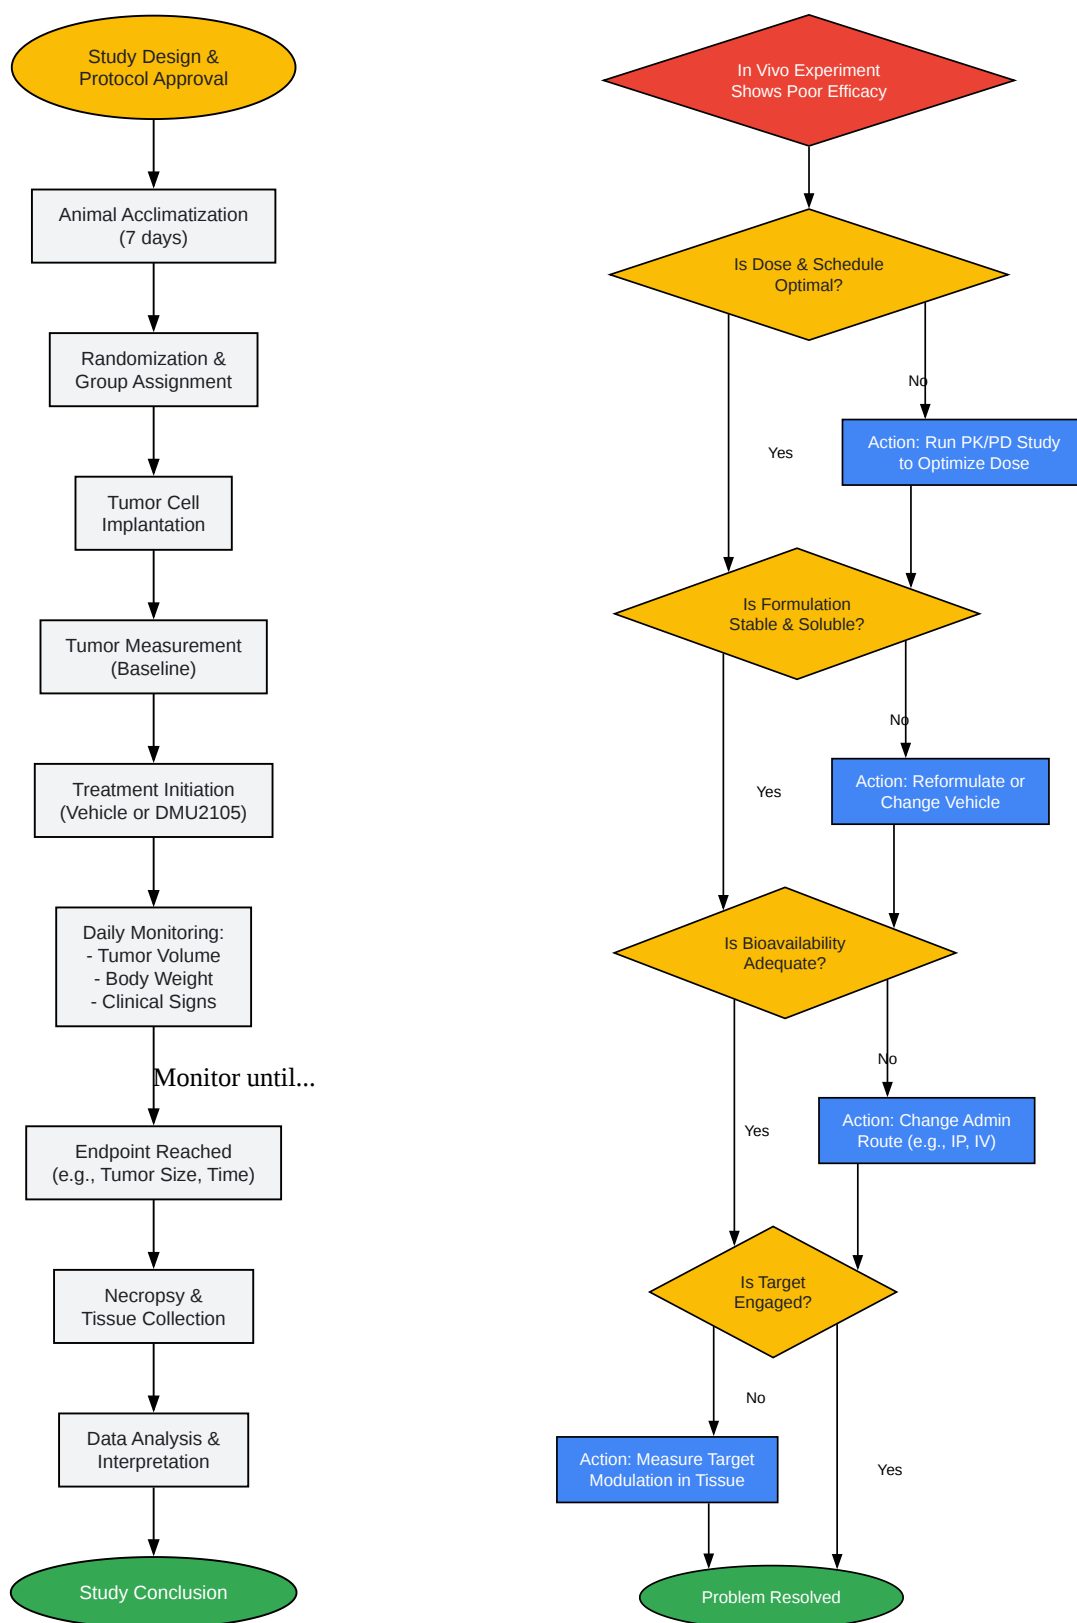 Study Design &
Protocol Approval
Animal Acclimatization
(7 days)
Randomization &
Group Assignment
Tumor Cell
Implantation
Tumor Measurement
(Baseline)
Treatment Initiation
(Vehicle or DMU2105)
Daily Monitoring:
- Tumor Volume
- Body Weight
- Clinical Signs
Monitor until...
Endpoint Reached
(e.g., Tumor Size, Time)
Necropsy &
Tissue Collection
Data Analysis &
Interpretation
Study Conclusion
In Vivo Experiment
Shows Poor Efficacy
Is Dose & Schedule
Optimal?
No
Yes
Action: Run PK/PD Study
to Optimize Dose
Is Formulation
Stable & Soluble?
No
Yes
Action: Reformulate or
Change Vehicle
Is Bioavailability
Adequate?
No
Yes
Action: Change Admin
Route (e.g., IP, IV)
Is Target
Engaged?
No
Yes
Action: Measure Target
Modulation in Tissue
Problem Resolved